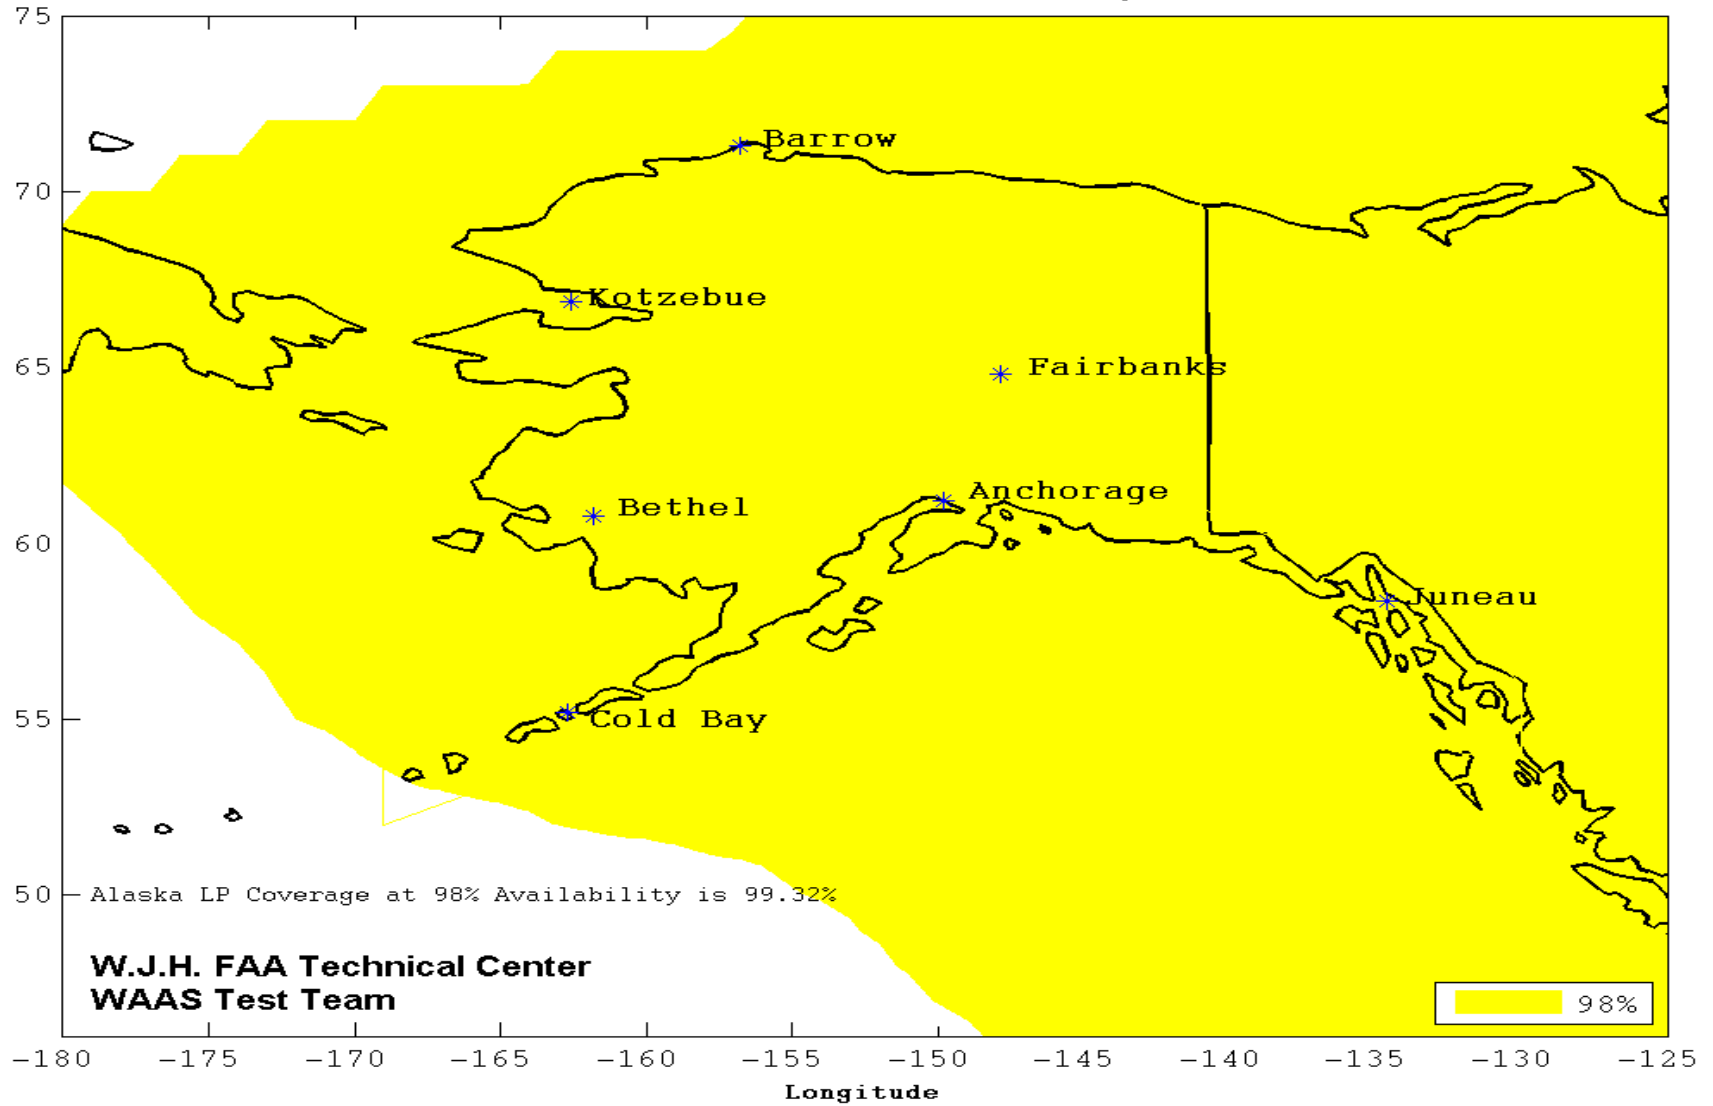 75
70
65
60
55
50
Barrow
Kotzebue
Fairbanks
Anchorage
Bethel
Juneau
Cold Bay
Alaska LP Coverage at 98% Availability is 99.32%
W.J.H. FAA Technical Center
WAAS Test Team
98%
-180 -175 -170 -165 -160 -155 -150 -145 -140 -135 -130 -125
Longitude